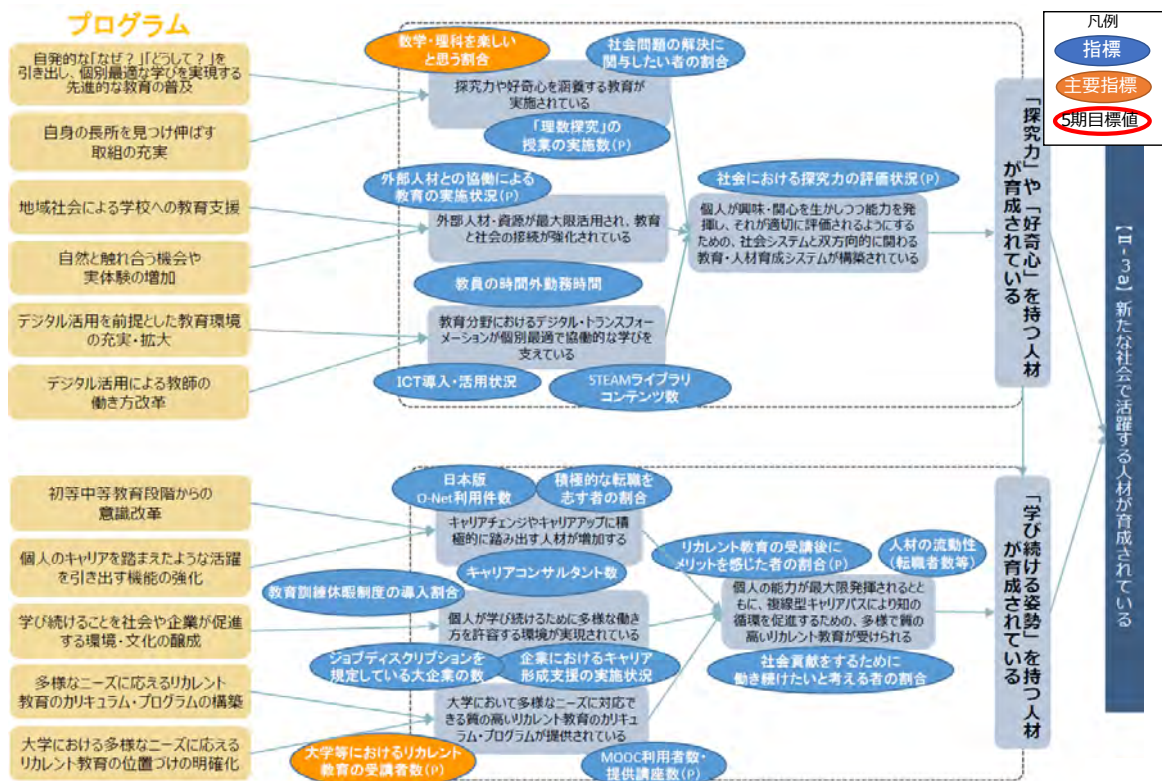 プログラム
自発的な「なぜ？」「どうして？」を
引き出し、個別最適な学びを実現する
先進的な教育の普及
自身の長所を見つけ伸ばす
取組の充実
地域社会による学校への教育支援
自然と触れ合う機会や
実体験の増加
デジタル活用を前提とした教育環境
の充実・拡大
デジタル活用による教師の
働き方改革
数学・理科を楽しい
と思う割合
社会問題の解決に
関与したい者の割合
探究力や好奇心を涵養する教育が
実施されている
「理数探究」の
授業の実施数(P)
外部人材との協働による
教育の実施状況(P)
外部人材・資源が最大限活用され、教育
と社会の接続が強化されている
教員の時間外勤務時間
教育分野におけるデジタル・トランスフォー
メーションが個別最適で協働的な学びを
支えている
ICT導入・活用状況
STEAMライブラリ
コンテンツ数
社会における探究力の評価状況(P)
個人が興味・関心を生かしつつ能力を発
揮し、それが適切に評価されるようにする
ための、社会システムと双方向的に関わる
教育・人材育成システムが構築されている
「探究力」や「好奇心」を持つ人材
が育成されている
凡例
指標
主要指標
5期目標値
【Ⅱ-3a】新たな社会で活躍する人材が育成されている
初等中等教育段階からの
意識改革
個人のキャリアを踏まえたような活躍
を引き出す機能の強化
学び続けることを社会や企業が促進
する環境・文化の醸成
多様なニーズに応えるリカレント
教育のカリキュラム・プログラムの構築
大学における多様なニーズに応える
リカレント教育の位置づけの明確化
日本版
O-Net利用件数
積極的な転職を
志す者の割合
キャリアチェンジやキャリアアップに積
極的に踏み出す人材が増加する
キャリアコンサルタント数
教育訓練休暇制度の導入割合
個人が学び続けるために多様な働き
方を許容する環境が実現されている
ジョブディスクリプションを
規定している大企業の数
企業におけるキャリア
形成支援の実施状況
大学において多様なニーズに対応で
きる質の高いリカレント教育のカリキュ
ラム・プログラムが提供されている
大学等におけるリカレント
教育の受講者数(P)
MOOC利用者数・
提供講座数(P)
リカレント教育の受講後に
メリットを感じた者の割合(P)
人材の流動性
(転職者数等)
個人の能力が最大限発揮されるとと
もに、複線型キャリアパスにより知の
循環を促進するための、多様で質の
高いリカレント教育が受けられる
社会貢献をするために
働き続けたいと考える者の割合
「学び続ける姿勢」を持つ人材
が育成されている